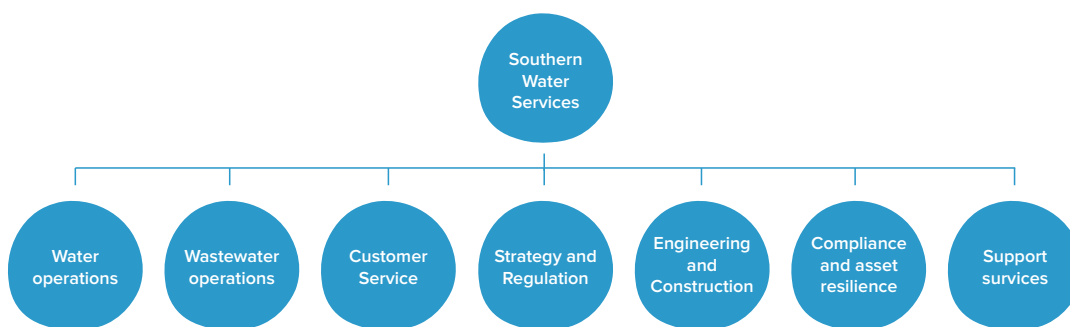 Southern
Water
Services
Water
operations
Wastewater
operations
Customer
Service
Strategy and
Regulation
Engineering
and
Construction
Compliance
and asset
resilience
Support
survices